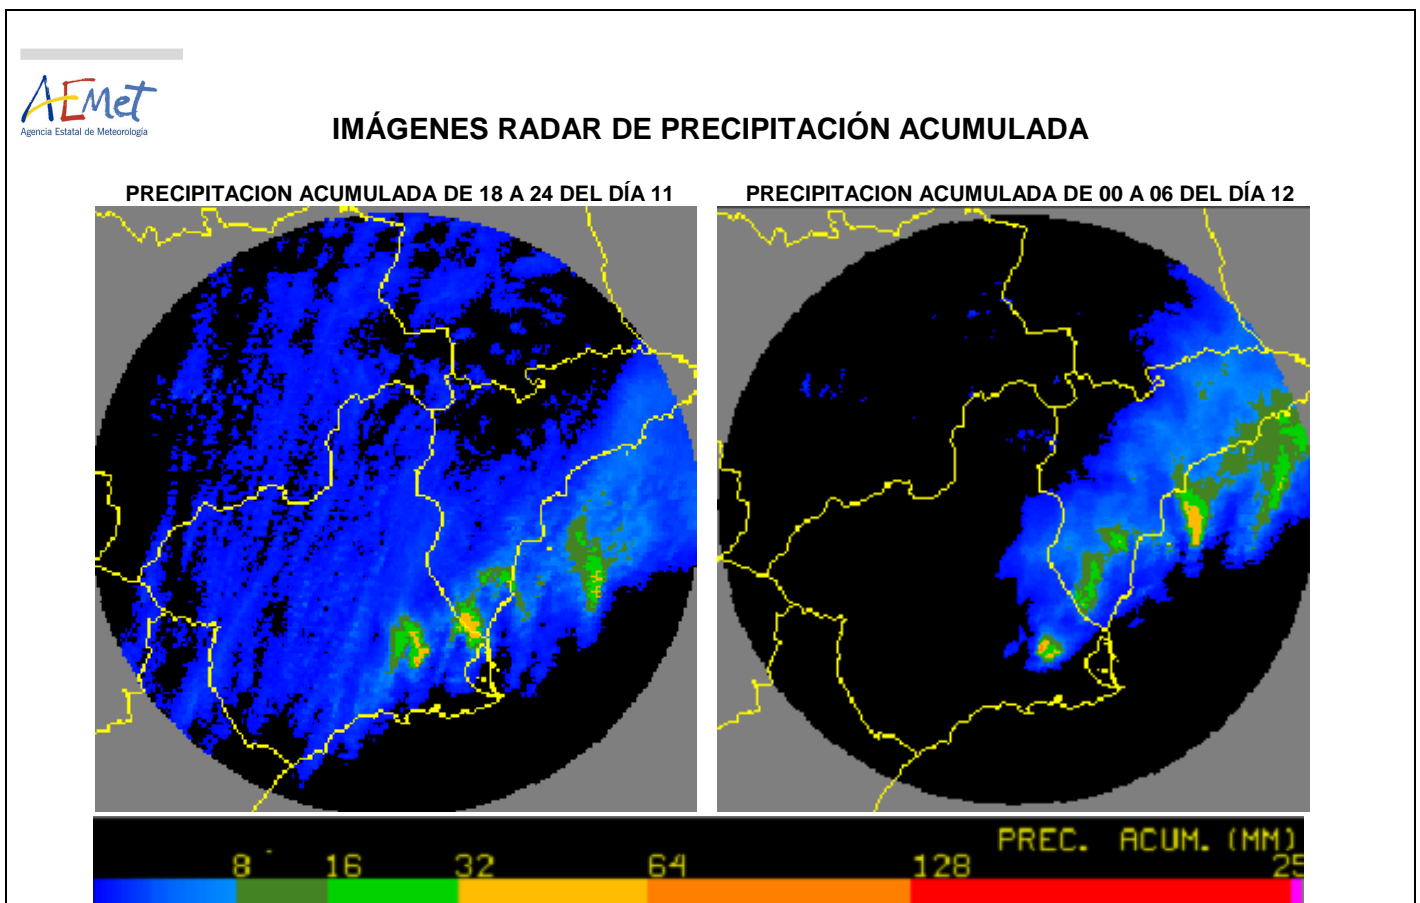 AEMet
Agencia Estatal de Meteorología
IMÁGENES RADAR DE PRECIPITACIÓN ACUMULADA
PRECIPITACION ACUMULADA DE 18 A 24 DEL DÍA 11
PRECIPITACION ACUMULADA DE 00 A 06 DEL DÍA 12
PREC. ACUM. (MM)
8 16 32 64 128 25